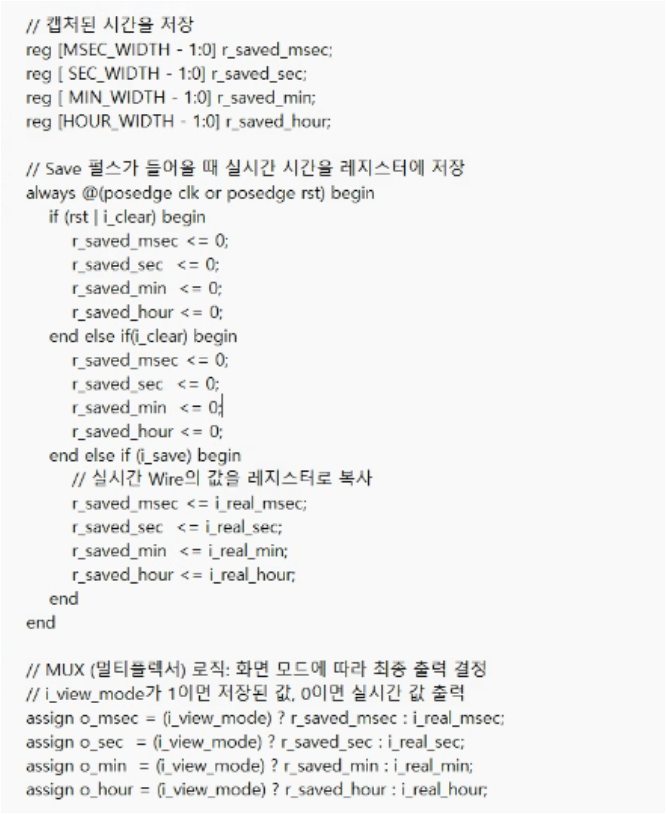 // 캡처된 시간을 저장
reg [MSEC_WIDTH - 1:0] r_saved_msec;
reg [ SEC_WIDTH - 1:0] r_saved_sec;
reg [ MIN_WIDTH - 1:0] r_saved_min;
reg [HOUR_WIDTH - 1:0] r_saved_hour;

// Save 펄스가 들어올 때 실시간 시간을 레지스터에 저장
always @(posedge clk or posedge rst) begin
    if (rst | i_clear) begin
        r_saved_msec <= 0;
        r_saved_sec  <= 0;
        r_saved_min  <= 0;
        r_saved_hour <= 0;
    end else if(i_clear) begin
        r_saved_msec <= 0;
        r_saved_sec  <= 0;
        r_saved_min  <= 0;
        r_saved_hour <= 0;
    end else if (i_save) begin
        // 실시간 Wire의 값을 레지스터로 복사
        r_saved_msec <= i_real_msec;
        r_saved_sec  <= i_real_sec;
        r_saved_min  <= i_real_min;
        r_saved_hour <= i_real_hour;
    end
end

// MUX (멀티플렉서) 로직: 화면 모드에 따라 최종 출력 결정
// i_view_mode가 1이면 저장된 값, 0이면 실시간 값 출력
assign o_msec = (i_view_mode) ? r_saved_msec : i_real_msec;
assign o_sec  = (i_view_mode) ? r_saved_sec : i_real_sec;
assign o_min  = (i_view_mode) ? r_saved_min : i_real_min;
assign o_hour = (i_view_mode) ? r_saved_hour : i_real_hour;